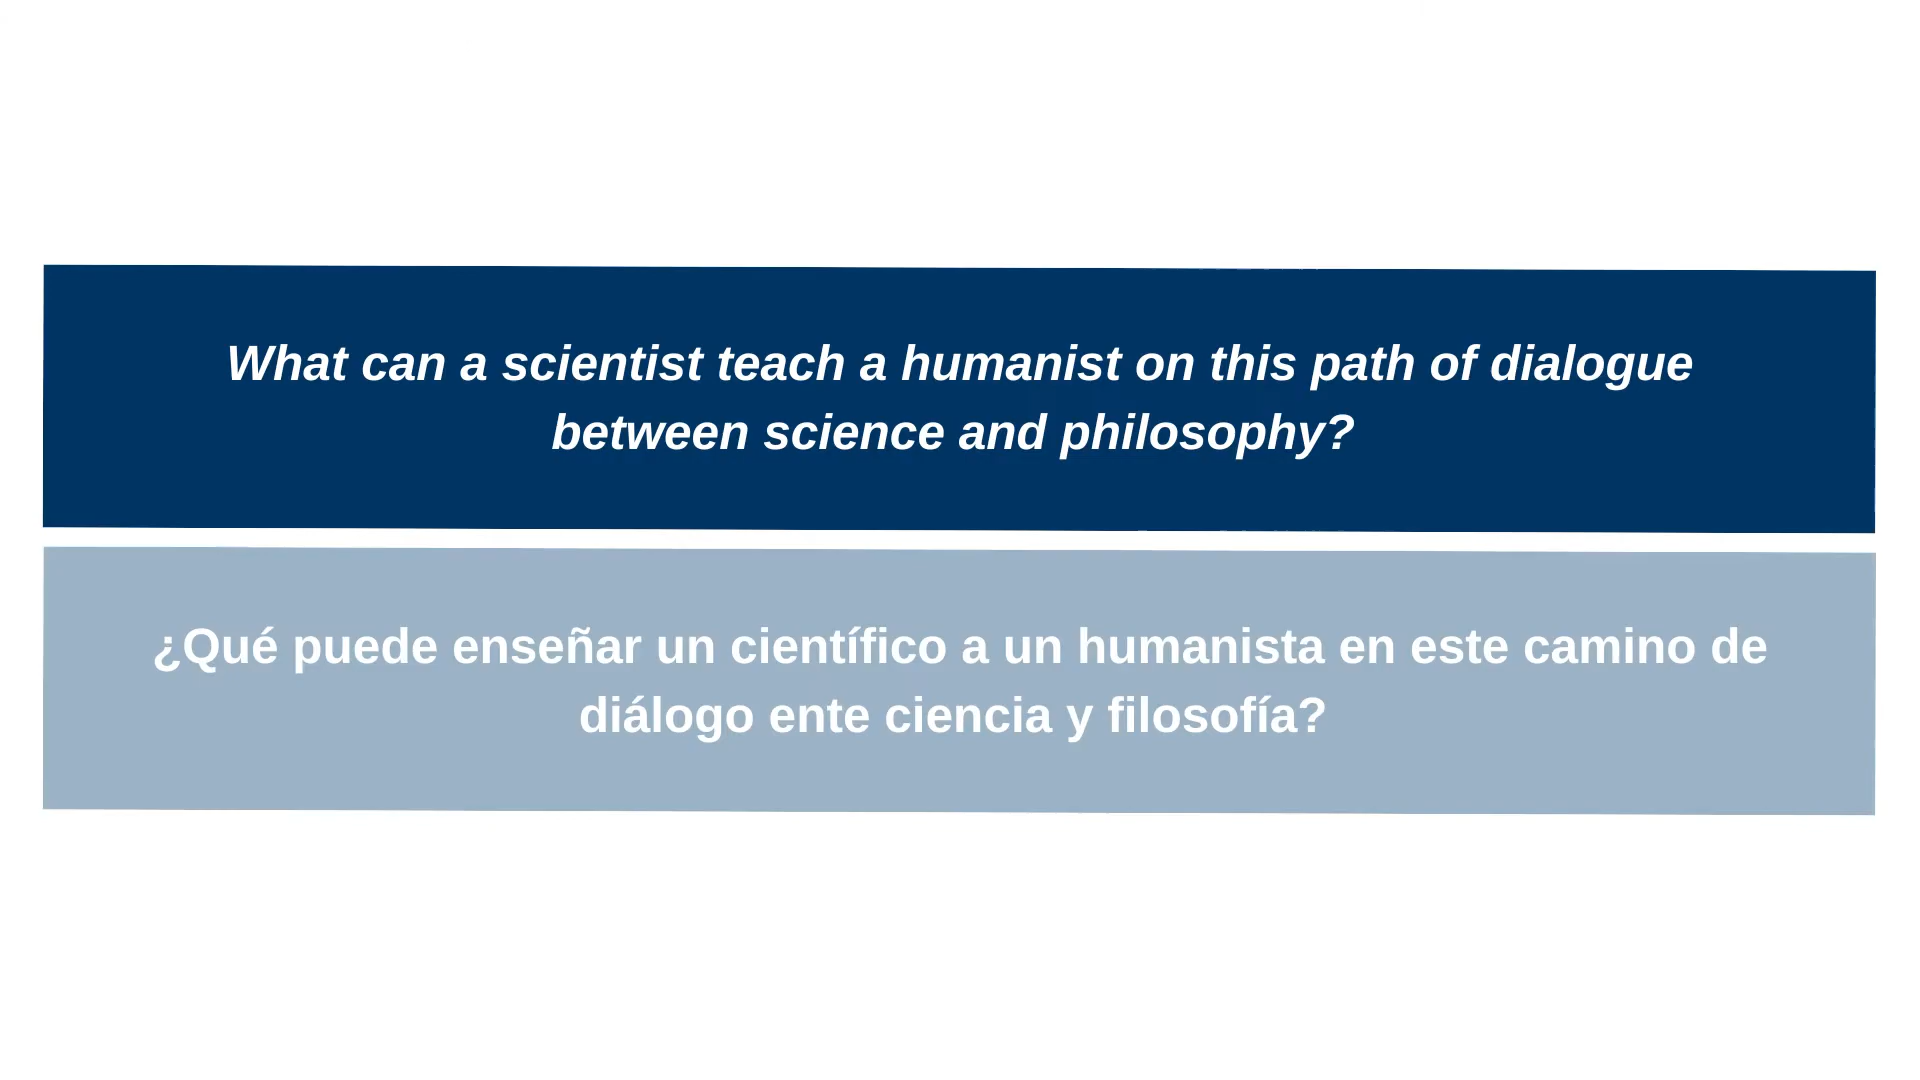 What can a scientist teach a humanist on this path of dialogue
between science and philosophy?
¿Qué puede enseñar un científico a un humanista en este camino de
diálogo ente ciencia y filosofía?